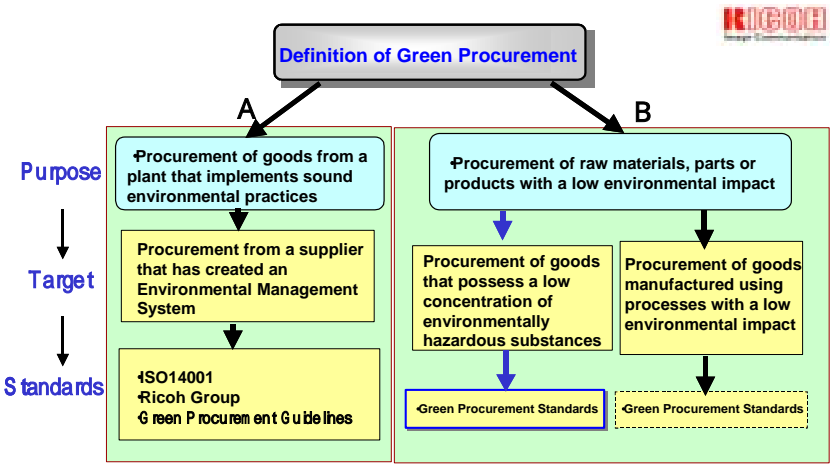 RICOH
Image Communication
Definition of Green Procurement
A
B
Purpose
•Procurement of goods from a
plant that implements sound
environmental practices
•Procurement of raw materials, parts or
products with a low environmental impact
Target
Procurement from a supplier
that has created an
Environmental Management
System
Procurement of goods
that possess a low
concentration of
environmentally
hazardous substances
Procurement of goods
manufactured using
processes with a low
environmental impact
Standards
•ISO14001
•Ricoh Group
•Green Procurement Guidelines
•Green Procurement Standards
•Green Procurement Standards